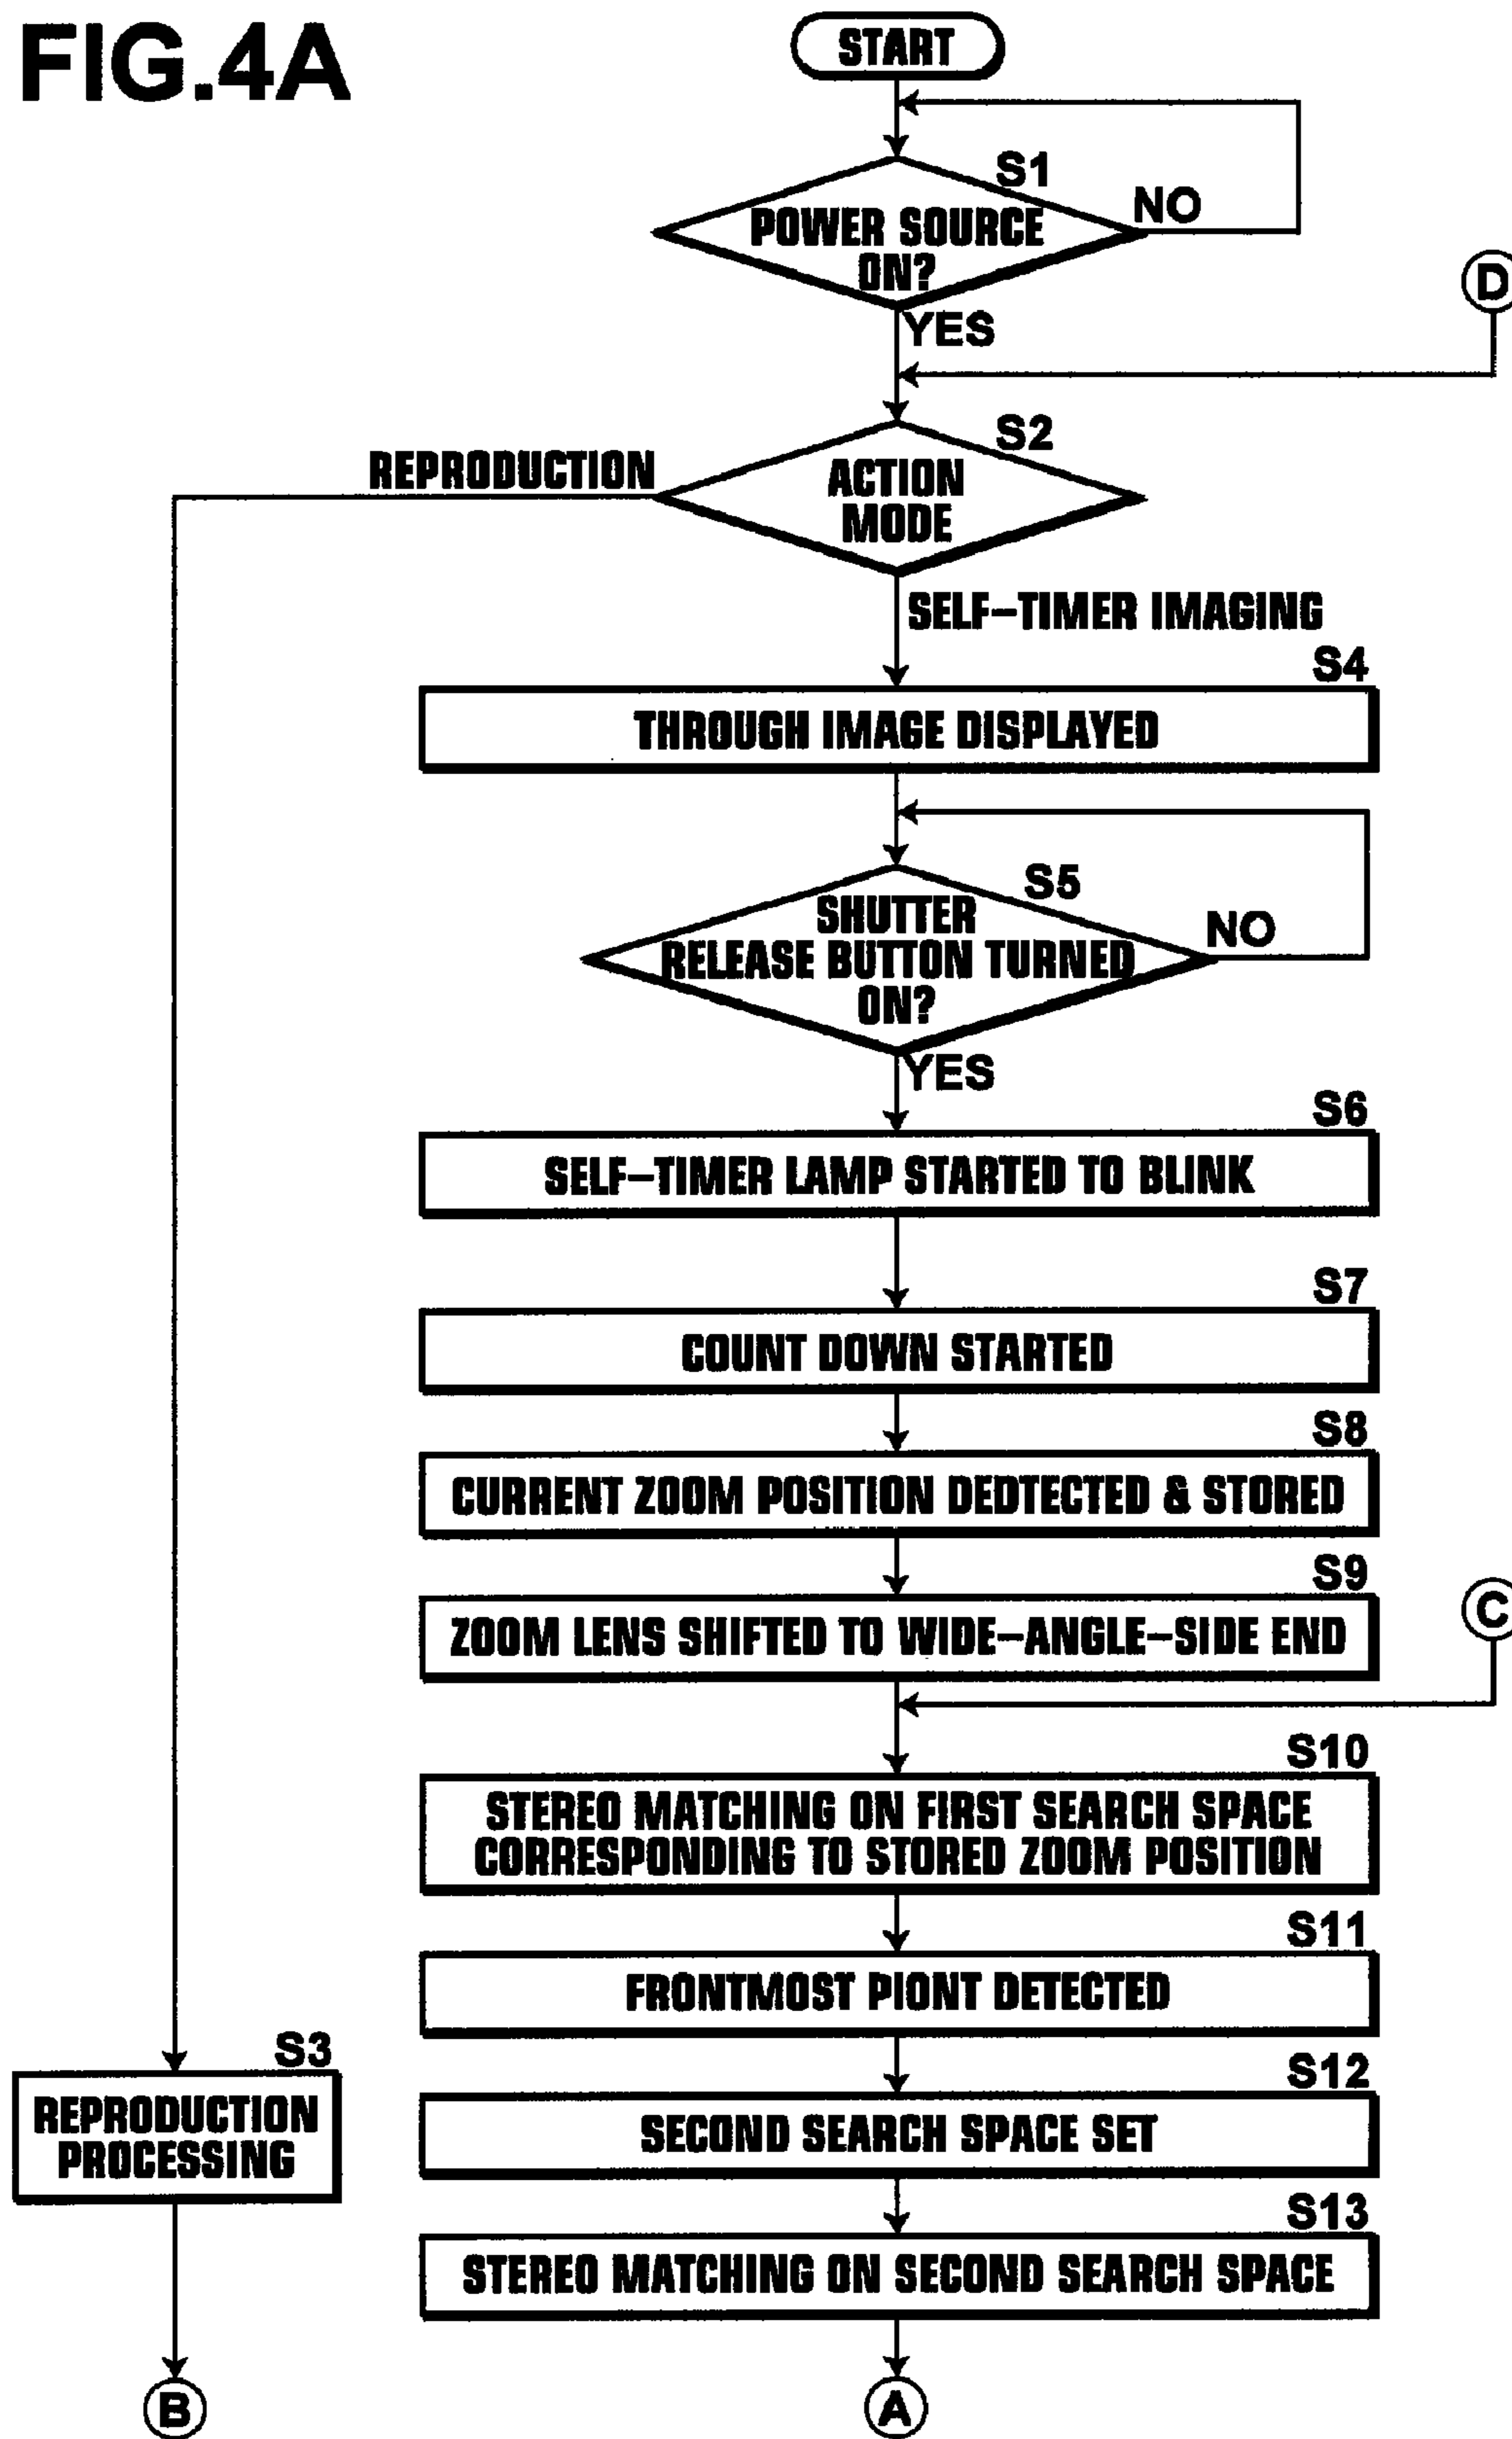 FIG.4A
START
S1
POWER SOURCE
ON?
NO
YES
D
S2
ACTION
MODE
REPRODUCTION
SELF-TIMER IMAGING
S4
THROUGH IMAGE DISPLAYED
S5
SHUTTER
RELEASE BUTTON TURNED
ON?
NO
YES
S6
SELF-TIMER LAMP STARTED TO BLINK
S7
COUNT DOWN STARTED
S8
CURRENT ZOOM POSITION DEDTECTED & STORED
S9
ZOOM LENS SHIFTED TO WIDE-ANGLE-SIDE END
C
S10
STEREO MATCHING ON FIRST SEARCH SPACE
CORRESPONDING TO STORED ZOOM POSITION
S11
FRONTMOST PIONT DETECTED
S3
REPRODUCTION
PROCESSING
S12
SECOND SEARCH SPACE SET
S13
STEREO MATCHING ON SECOND SEARCH SPACE
B
A